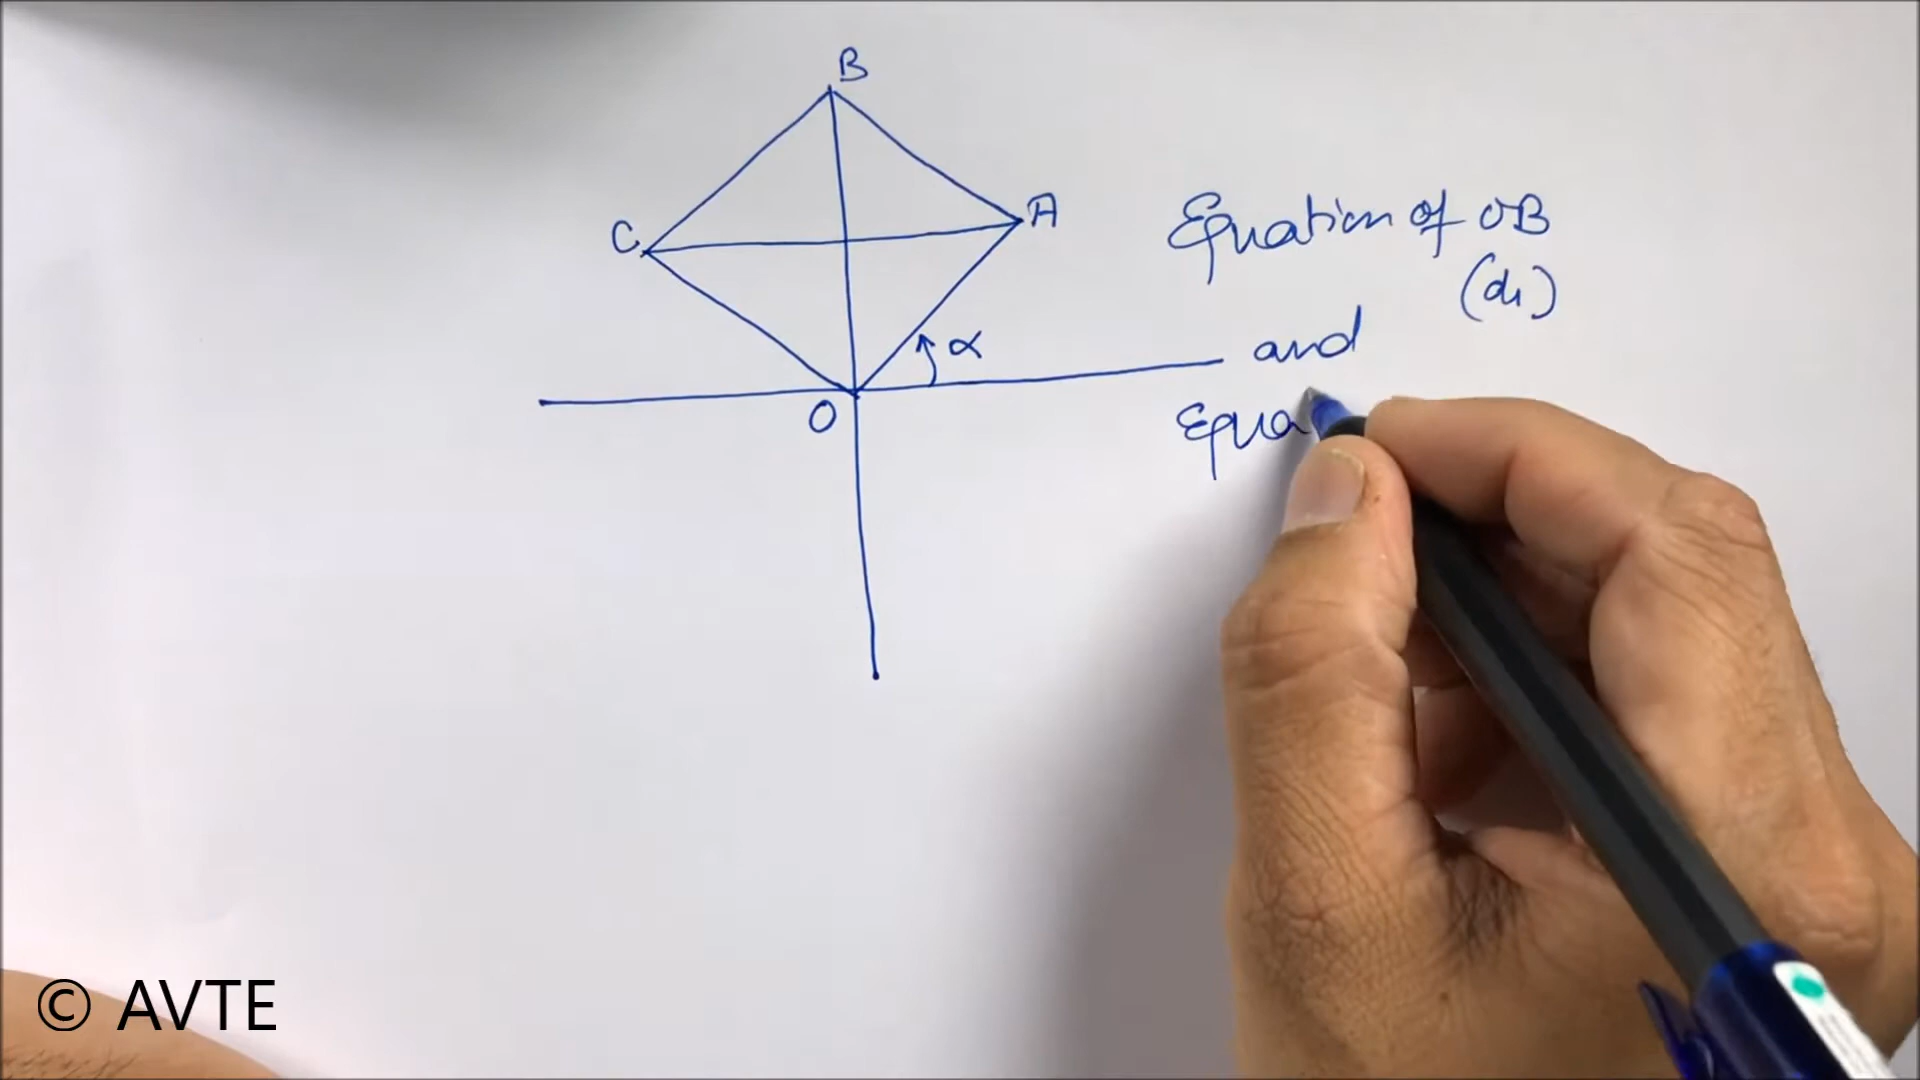 B
C
A
α
O
Equation of OB
(d₁)
and
Equa
© AVTE